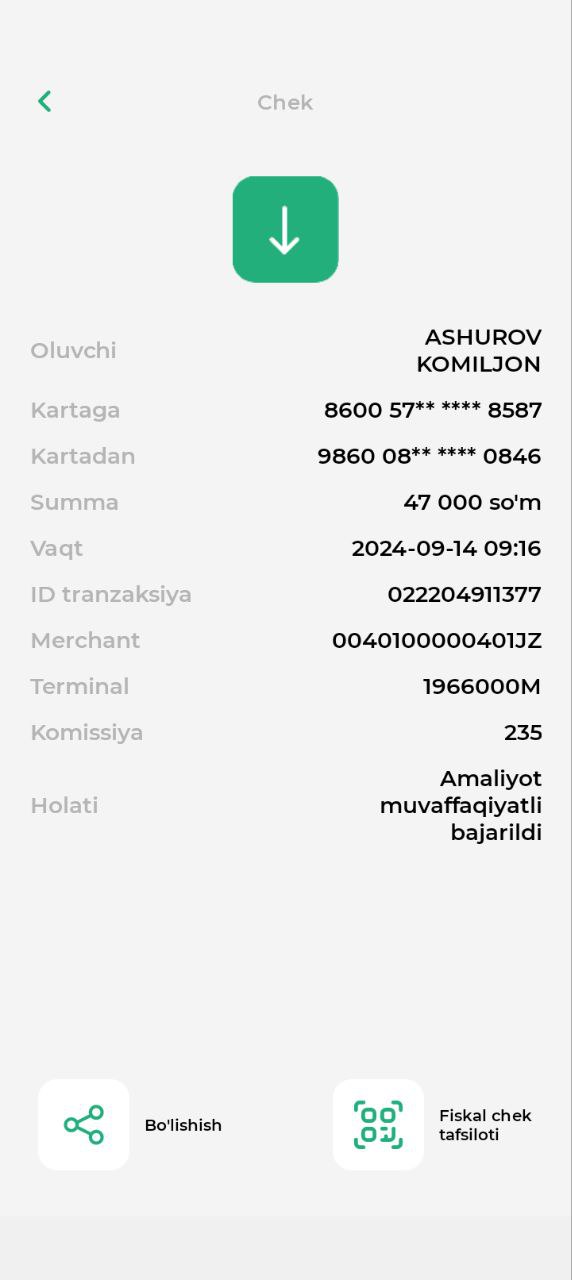 Chek
Oluvchi ASHUROV
KOMILJON
Kartaga 8600 57** **** 8587
Kartadan 9860 08** **** 0846
Summa 47 000 so'm
Vaqt 2024-09-14 09:16
ID tranzaksiya 022204911377
Merchant 0040100000401JZ
Terminal 1966000M
Komissiya 235
Holati Amaliyot
muvaffaqiyatli
bajarildi
Bo'lishish
Fiskal chek
tafsiloti